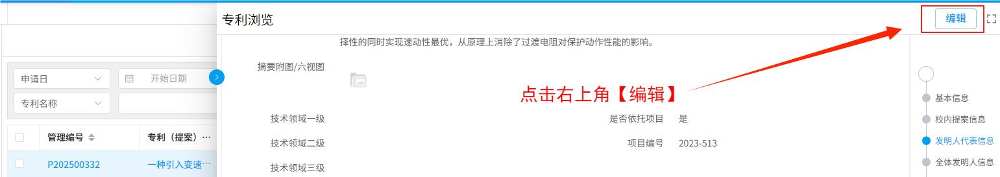 专利浏览
编辑
择性的同时实现速动性最优，从原理上消除了过渡电阻对保护动作性能的影响。
摘要附图/六视图
申请日
开始日期
点击右上角【编辑】
专利名称
基本信息
技术领域一级
是否依托项目
是
校内提案信息
管理编号
专利（提案）…
技术领域二级
项目编号
2023-513
发明人代表信息
P202500332
一种引入变速…
技术领域三级
全体发明人信息